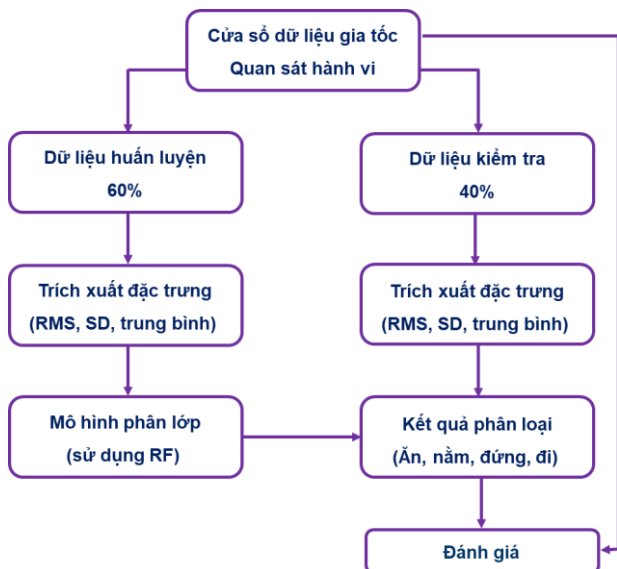 Cửa sổ dữ liệu gia tốc
Quan sát hành vi
Dữ liệu huấn luyện
60%
Dữ liệu kiểm tra
40%
Trích xuất đặc trưng
(RMS, SD, trung bình)
Trích xuất đặc trưng
(RMS, SD, trung bình)
Mô hình phân lớp
(sử dụng RF)
Kết quả phân loại
(Ăn, nằm, đứng, đi)
Đánh giá